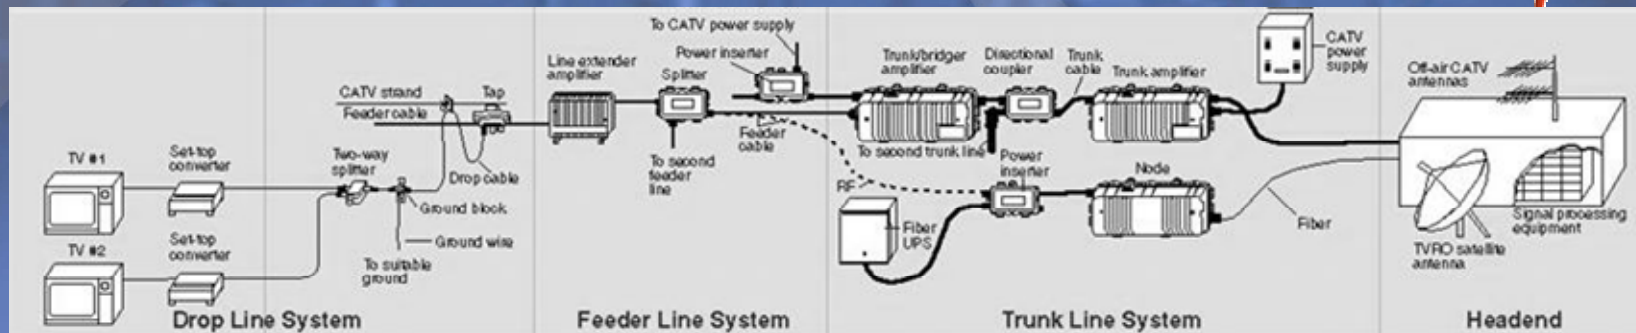 TV #1
Set-top
converter
TV #2
Set-top
converter
CATV strand
Feeder cable
Tap
Two-way
splitter
Drop cable
Ground block
Ground wire
To suitable
ground
Drop Line System
Line extender
amplifier
To CATV power supply
Power inserter
Splitter
To second
feeder
line
Feeder
cable
Feeder Line System
Trunk/bridger
amplifier
Directional
coupler
Trunk
cable
Trunk amplifier
CATV
power
supply
To second trunk line
RF
Power
inserter
Node
Fiber
UPS
Fiber
Trunk Line System
Off-air CATV
antennas
Signal processing
equipment
TVRO satellite
antenna
Headend